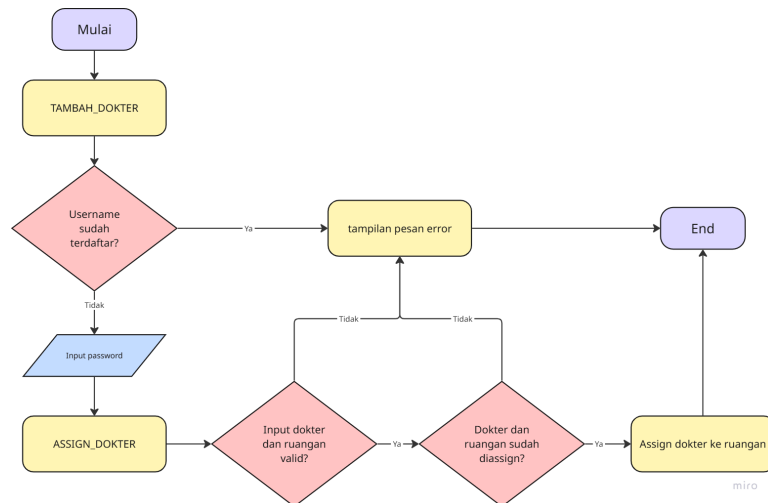 Mulai
TAMBAH_DOKTER
Username
sudah
terdaftar?
Ya
tampilan pesan error
End
Tidak
Input password
Tidak
Tidak
ASSIGN_DOKTER
Input dokter
dan ruangan
valid?
Ya
Dokter dan
ruangan sudah
diassign?
Ya
Assign dokter ke ruangan
miro